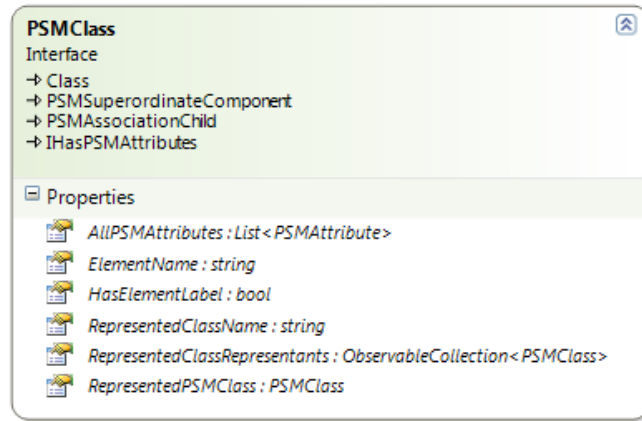 PSMClass
Interface
Class
PSMSuperordinateComponent
PSMAssociationChild
IHasPSMAttributes
Properties
AllPSMAttributes : List<PSMAttribute>
ElementName : string
HasElementLabel : bool
RepresentedClassName : string
RepresentedClassRepresentants : ObservableCollection<PSMClass>
RepresentedPSMClass : PSMClass